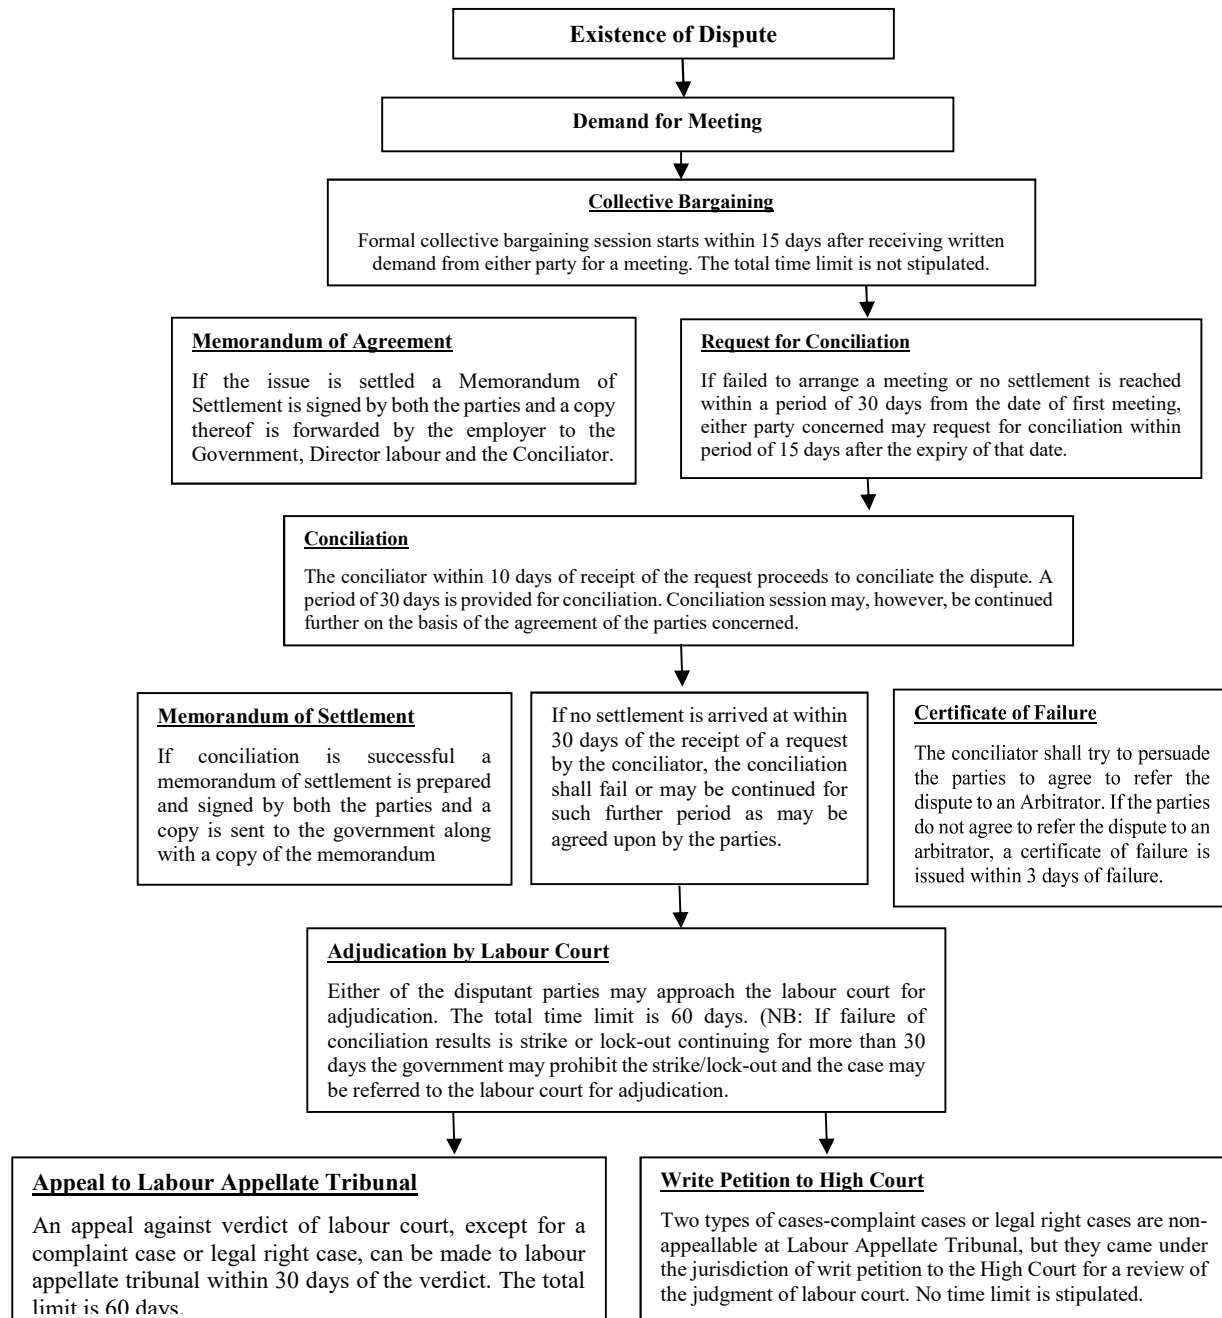 Existence of Dispute
Demand for Meeting
Collective Bargaining
Formal collective bargaining session starts within 15 days after receiving written
demand from either party for a meeting. The total time limit is not stipulated.
Memorandum of Agreement
If the issue is settled a Memorandum of
Settlement is signed by both the parties and a copy
thereof is forwarded by the employer to the
Government, Director labour and the Conciliator.
Request for Conciliation
If failed to arrange a meeting or no settlement is reached
within a period of 30 days from the date of first meeting,
either party concerned may request for conciliation within
period of 15 days after the expiry of that date.
Conciliation
The conciliator within 10 days of receipt of the request proceeds to conciliate the dispute. A
period of 30 days is provided for conciliation. Conciliation session may, however, be continued
further on the basis of the agreement of the parties concerned.
Memorandum of Settlement
If conciliation is successful a
memorandum of settlement is prepared
and signed by both the parties and a
copy is sent to the government along
with a copy of the memorandum
If no settlement is arrived at within
30 days of the receipt of a request
by the conciliator, the conciliation
shall fail or may be continued for
such further period as may be
agreed upon by the parties.
Certificate of Failure
The conciliator shall try to persuade
the parties to agree to refer the
dispute to an Arbitrator. If the parties
do not agree to refer the dispute to an
arbitrator, a certificate of failure is
issued within 3 days of failure.
Adjudication by Labour Court
Either of the disputant parties may approach the labour court for
adjudication. The total time limit is 60 days. (NB: If failure of
conciliation results is strike or lock-out continuing for more than 30
days the government may prohibit the strike/lock-out and the case may
be referred to the labour court for adjudication.
Appeal to Labour Appellate Tribunal
An appeal against verdict of labour court, except for a
complaint case or legal right case, can be made to labour
appellate tribunal within 30 days of the verdict. The total
limit is 60 days.
Write Petition to High Court
Two types of cases-complaint cases or legal right cases are non-
appeallable at Labour Appellate Tribunal, but they came under
the jurisdiction of writ petition to the High Court for a review of
the judgment of labour court. No time limit is stipulated.